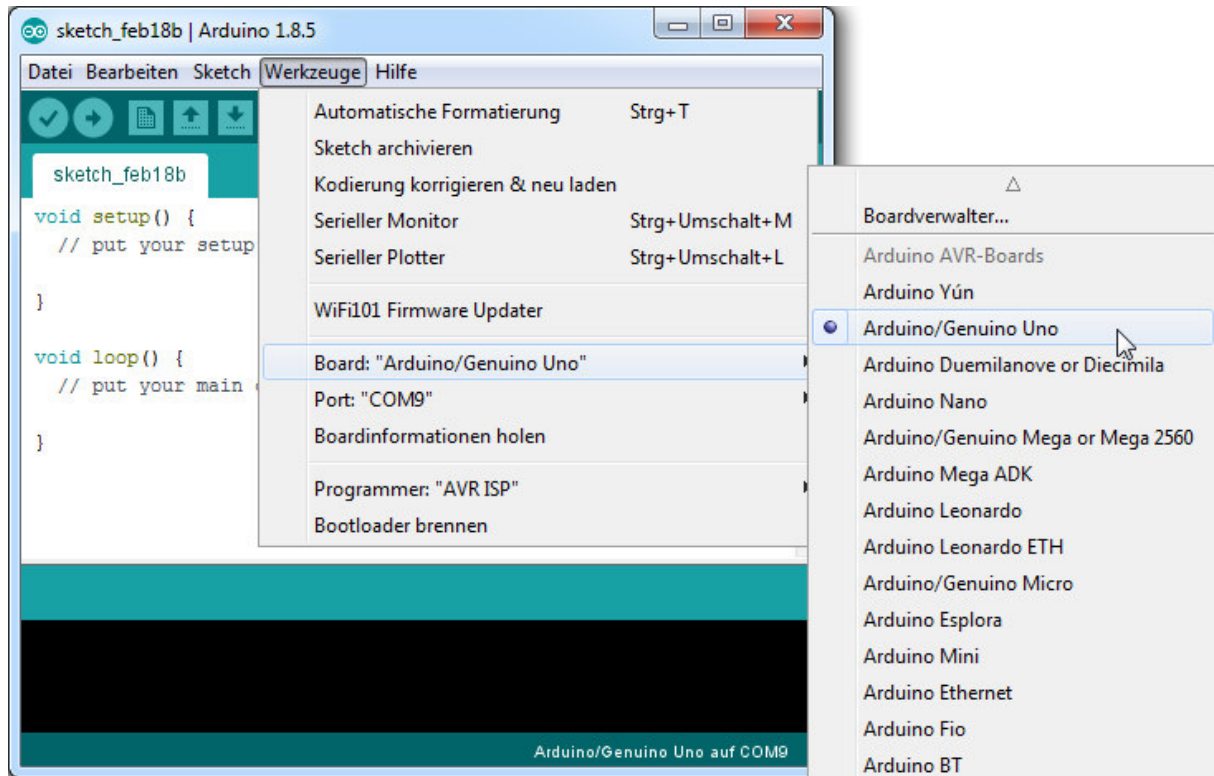 sketch_feb18b | Arduino 1.8.5
Datei Bearbeiten Sketch Werkzeuge Hilfe
sketch_feb18b
void setup() {
// put your setup
}
void loop() {
// put your main
}
Automatische Formatierung Strg+T
Sketch archivieren
Kodierung korrigieren & neu laden
Serieller Monitor Strg+Umschalt+M
Serieller Plotter Strg+Umschalt+L
WiFi101 Firmware Updater
Board: "Arduino/Genuino Uno"
Port: "COM9"
Boardinformationen holen
Programmer: "AVR ISP"
Bootloader brennen
Boardverwalter...
Arduino AVR-Boards
Arduino Yún
Arduino/Genuino Uno
Arduino Duemilanove or Diecimila
Arduino Nano
Arduino/Genuino Mega or Mega 2560
Arduino Mega ADK
Arduino Leonardo
Arduino Leonardo ETH
Arduino/Genuino Micro
Arduino Esplora
Arduino Mini
Arduino Ethernet
Arduino Fio
Arduino BT
Arduino/Genuino Uno auf COM9